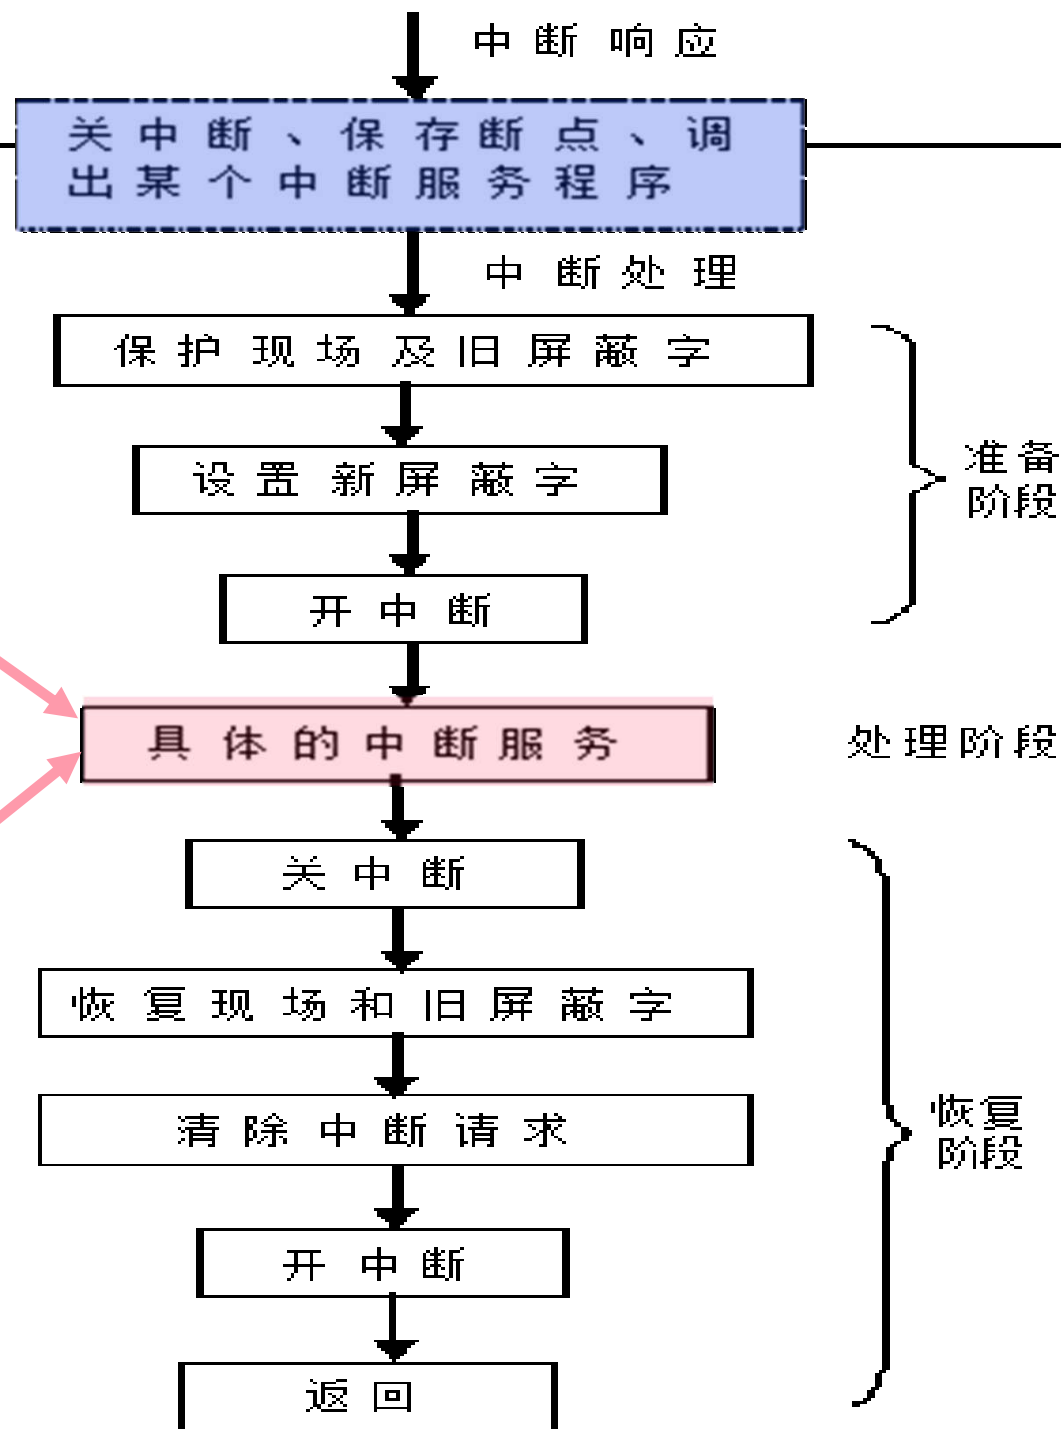 中断响应
关中断、保存断点、调
出某个中断服务程序
中断处理
保护现场及旧屏蔽字
设置新屏蔽字
准备
阶段
开中断
具体的中断服务
处理阶段
关中断
恢复现场和旧屏蔽字
清除中断请求
恢复
阶段
开中断
返回